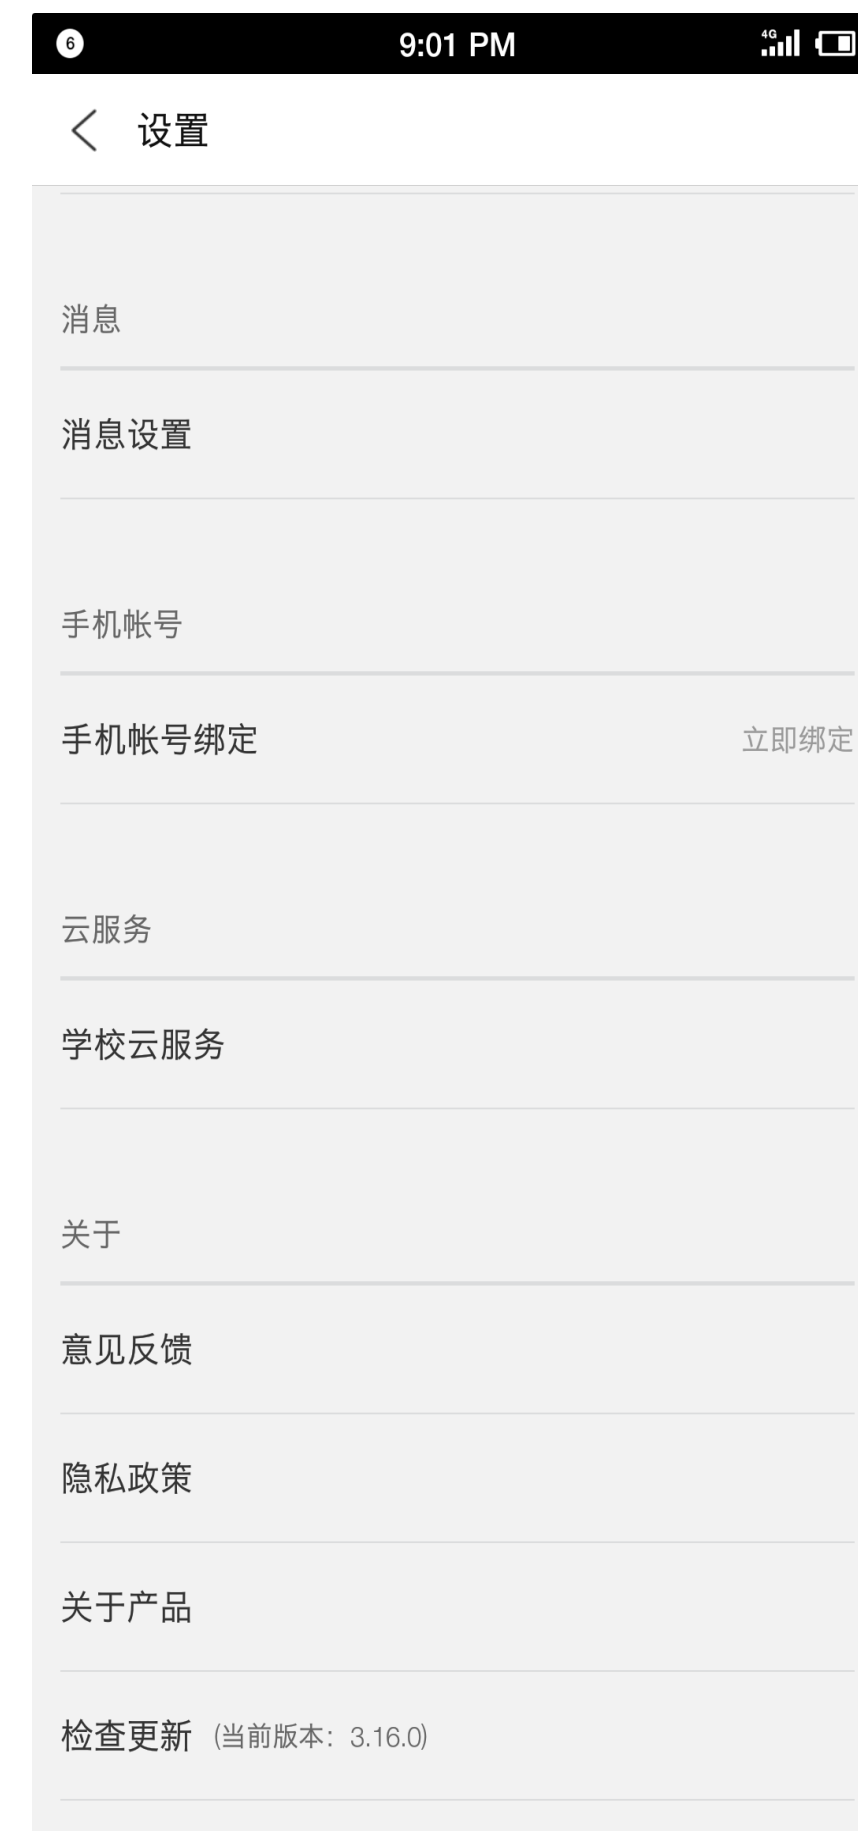 6 9:01 PM 4G
设置
消息
消息设置
手机帐号
手机帐号绑定 立即绑定
云服务
学校云服务
关于
意见反馈
隐私政策
关于产品
检查更新 (当前版本：3.16.0)